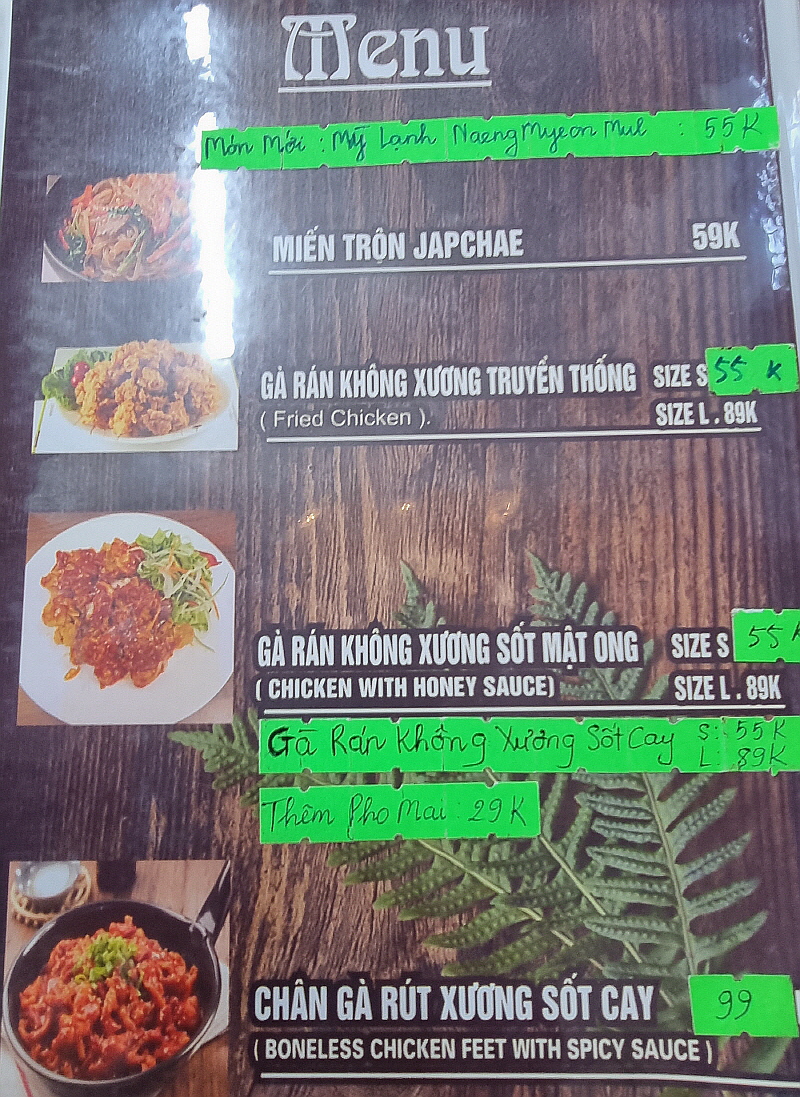 Menu
Món Mới : Mỳ Lạnh NaengMyeon Mul : 55K
MIẾN TRỘN JAPCHAE 59K
GÀ RÁN KHÔNG XƯƠNG TRUYỀN THỐNG SIZE S 55 K
( Fried Chicken ). SIZE L . 89K
GÀ RÁN KHÔNG XƯƠNG SỐT MẬT ONG SIZE S 55 K
( CHICKEN WITH HONEY SAUCE) SIZE L . 89K
Gà Rán Không Xương Sốt Cay S: 55K
L: 89K
Thêm Pho Mai : 29K
CHÂN GÀ RÚT XƯƠNG SỐT CAY 99
( BONELESS CHICKEN FEET WITH SPICY SAUCE )